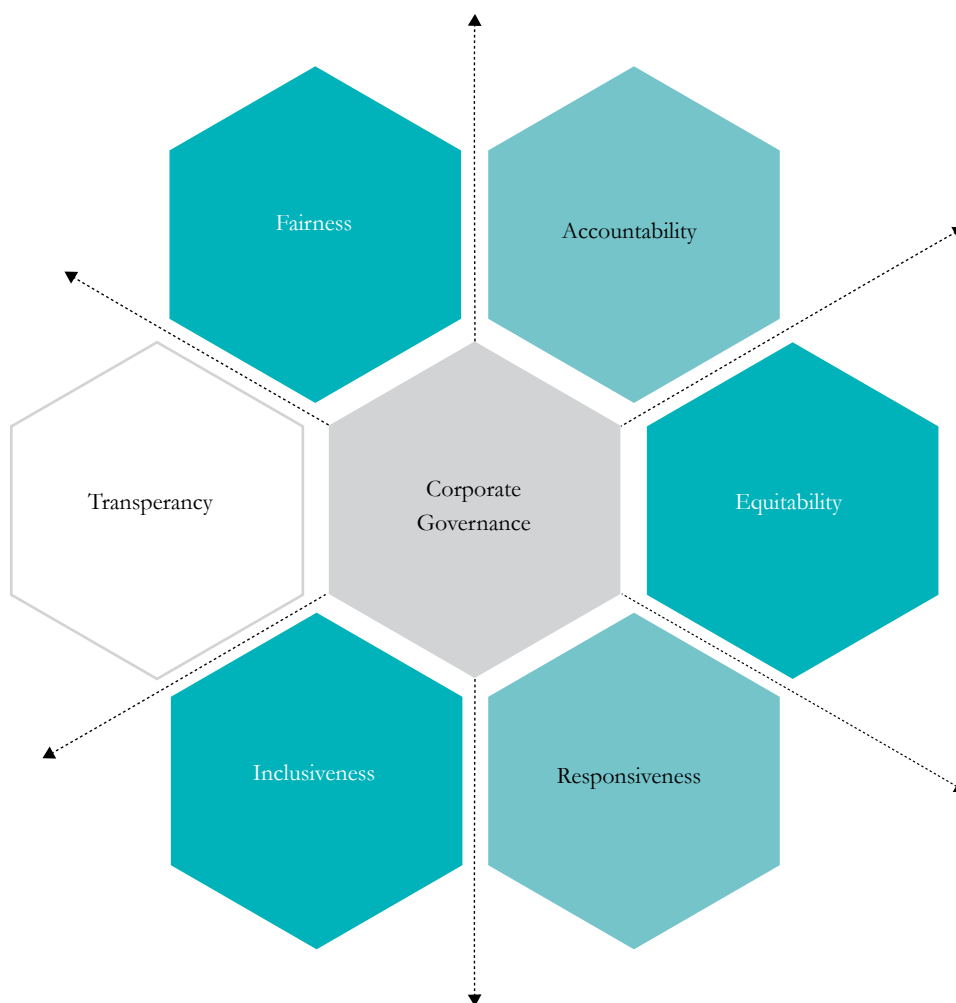 Fairness
Accountability
Transperancy
Corporate
Governance
Equitability
Inclusiveness
Responsiveness